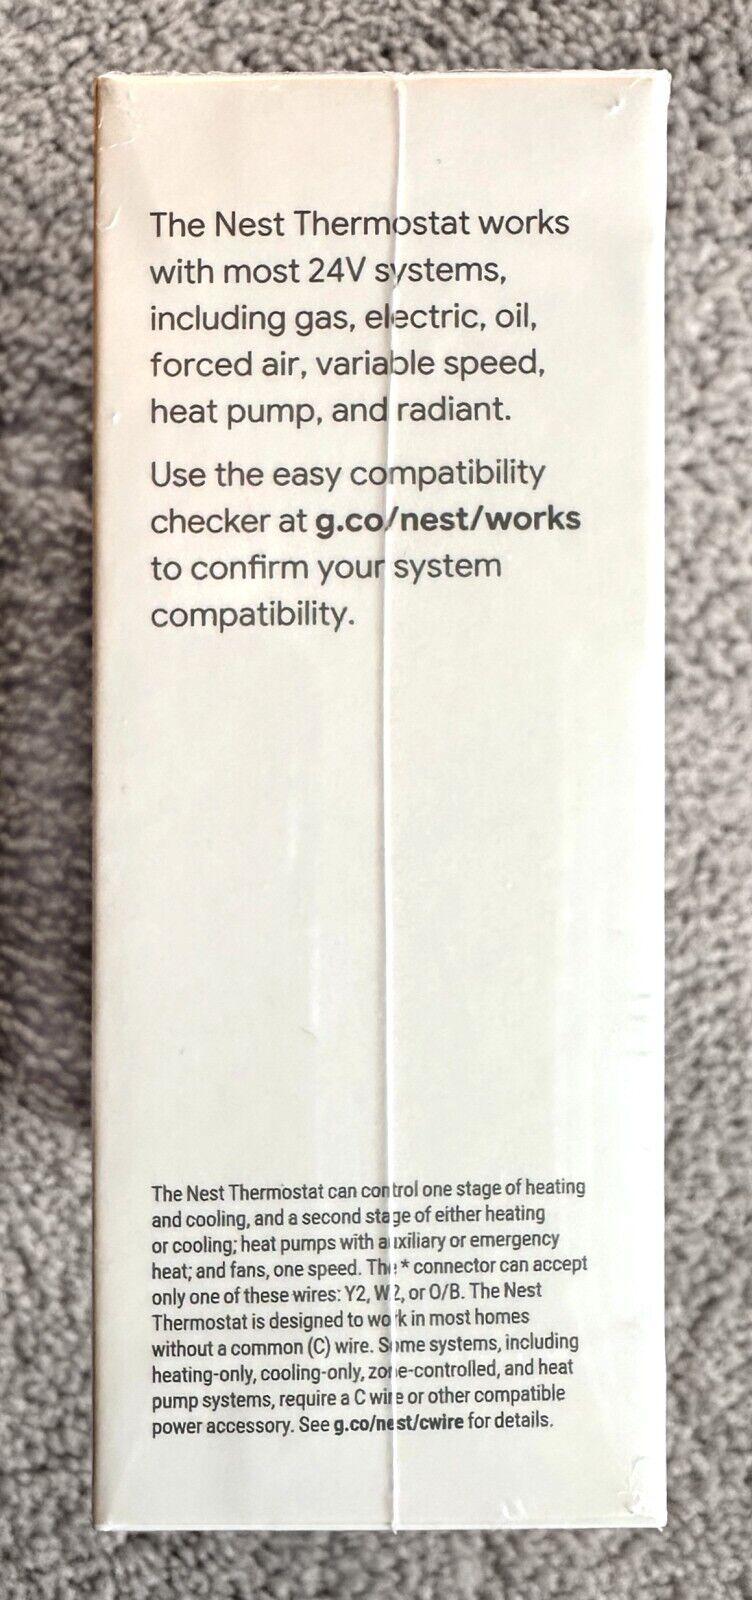 The Nest Thermostat works
with most 24V systems,
including gas, electric, oil,
forced air, variable speed,
heat pump, and radiant.
Use the easy compatibility
checker at g.co/nest/works
to confirm your system
compatibility.
The Nest Thermostat can control one stage of heating
and cooling, and a second stage of either heating
or cooling; heat pumps with auxiliary or emergency
heat; and fans, one speed. The * connector can accept
only one of these wires: Y2, W2, or O/B. The Nest
Thermostat is designed to work in most homes
without a common (C) wire. Some systems, including
heating-only, cooling-only, zone-controlled, and heat
pump systems, require a C wire or other compatible
power accessory. See g.co/nest/cwire for details.